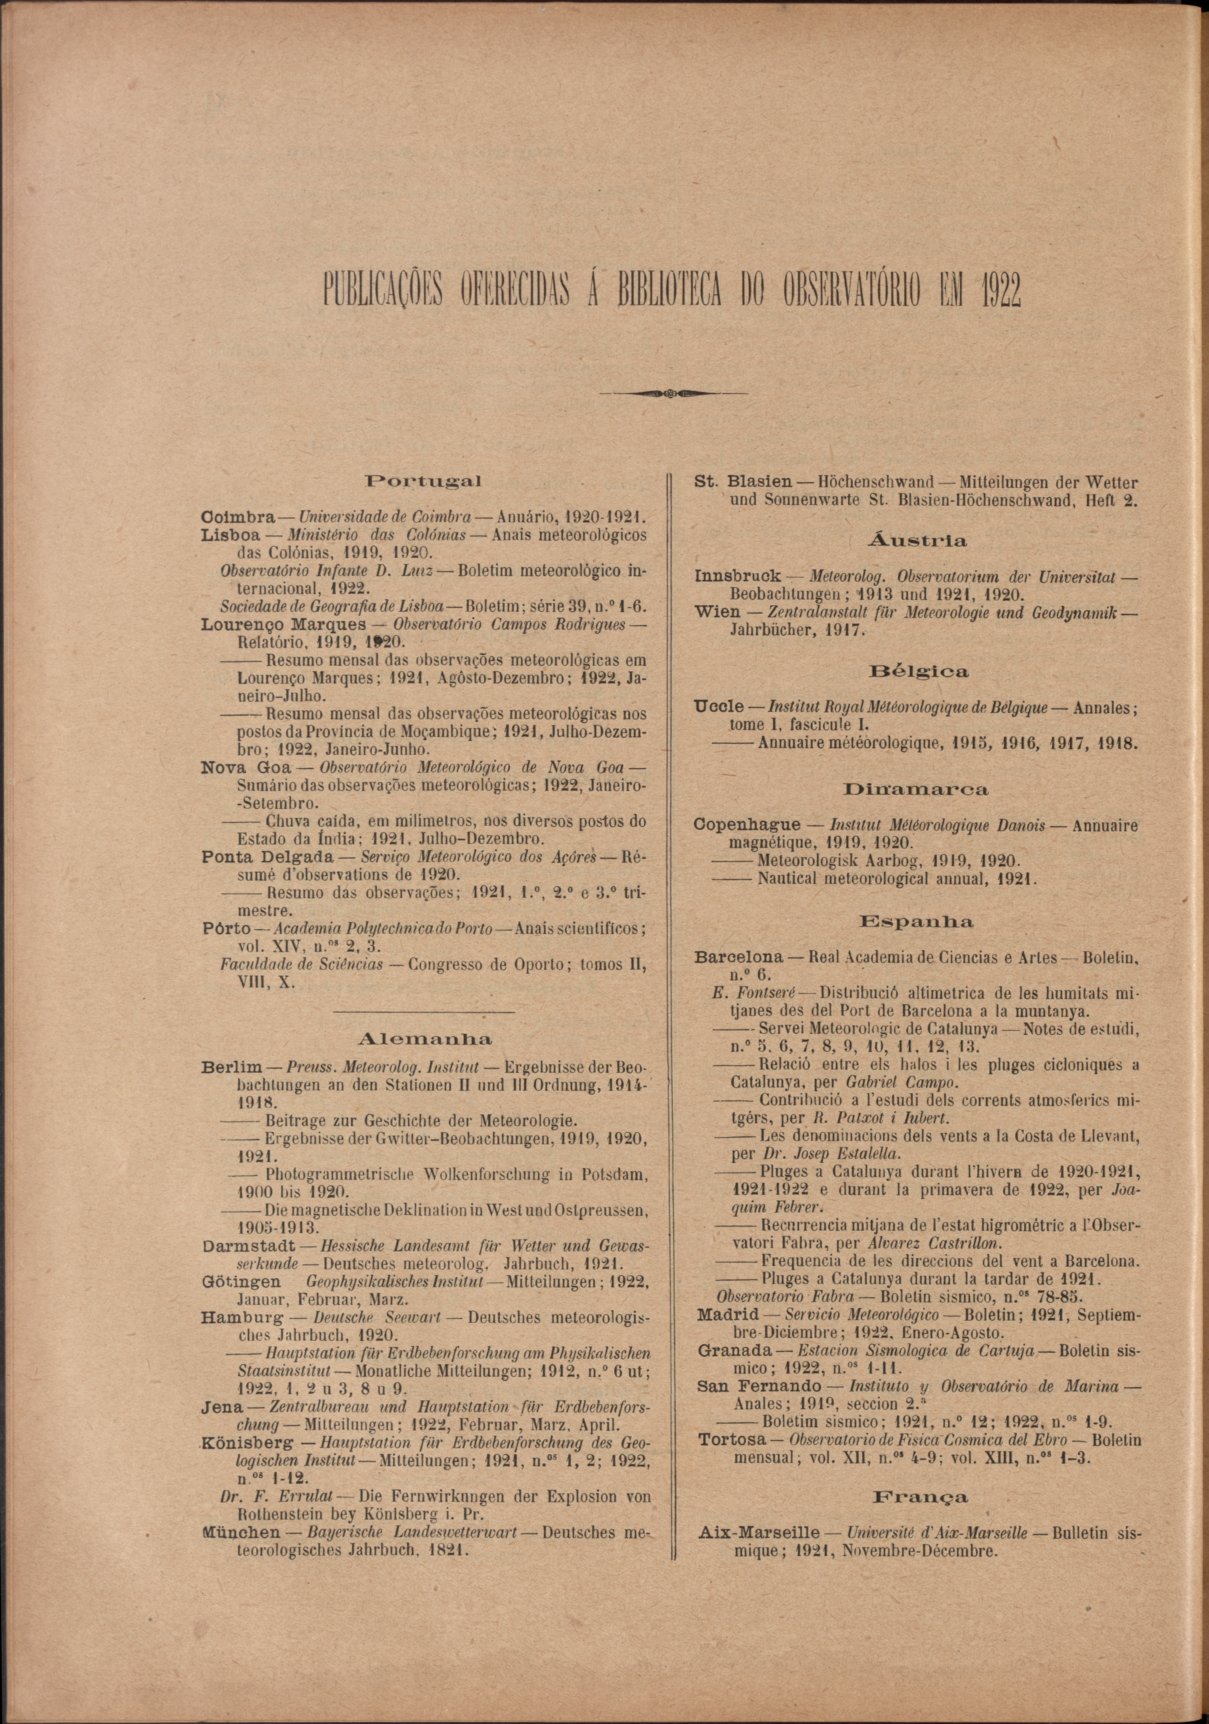 PUBLICAÇÕES OFERECIDAS Á BIBLIOTECA DO OBSERVATÓRIO EM 1922
Portugal
Coimbra — Universidade de Coimbra — Anuário, 1920-1921.
Lisboa — Ministério das Colónias — Anais meteorológicos
das Colónias, 1919, 1920.
Observatório Infante D. Luiz — Boletim meteorológico in-
ternacional, 1922.
Sociedade de Geografia de Lisboa — Boletim; série 39, n.º 1-6.
Lourenço Marques — Observatório Campos Rodrigues —
Relatório, 1919, 1920.
—— Resumo mensal das observações meteorológicas em
Lourenço Marques; 1921, Agôsto-Dezembro; 1922, Ja-
neiro-Julho.
—— Resumo mensal das observações meteorológicas nos
postos da Província de Moçambique; 1921, Julho-Dezem-
bro; 1922, Janeiro-Junho.
Nova Goa — Observatório Meteorológico de Nova Goa —
Sumário das observações meteorológicas; 1922, Janeiro-
-Setembro.
—— Chuva caída, em milímetros, nos diversos postos do
Estado da Índia; 1921, Julho-Dezembro.
Ponta Delgada — Serviço Meteorológico dos Açóres — Ré-
sumé d'observations de 1920.
—— Resumo das observações; 1921, 1.º, 2.º e 3.º tri-
mestre.
Pôrto — Academia Polytechnica do Porto — Anais scientificos;
vol. XIV, n.os 2, 3.
Faculdade de Sciências — Congresso de Oporto; tomos II,
VIII, X.
Alemanha
Berlim — Preuss. Meteorolog. Institut — Ergebnisse der Beo-
bachtungen an den Stationen II und III Ordnung, 1914-
1918.
—— Beitrage zur Geschichte der Meteorologie.
—— Ergebnisse der Gwitter-Beobachtungen, 1919, 1920,
1921.
—— Photogrammetrische Wolkenforschung in Potsdam,
1900 bis 1920.
—— Die magnetische Deklination in West und Ostpreussen,
1905-1913.
Darmstadt — Hessische Landesamt für Wetter und Gewas-
serkunde — Deutsches meteorolog. Jahrbuch, 1921.
Götingen Geophysikalisches Institut — Mitteilungen; 1922,
Januar, Februar, Marz.
Hamburg — Deutsche Seewart — Deutsches meteorologis-
ches Jahrbuch, 1920.
—— Hauptstation für Erdbebenforschung am Physikalischen
Staatsinstitut — Monatliche Mitteilungen; 1912, n.º 6 ut;
1922, 1, 2 u 3, 8 u 9.
Jena — Zentralbureau und Hauptstation für Erdbebenfors-
chung — Mitteilungen; 1922, Februar, Marz, April.
Könisberg — Hauptstation für Erdbebenforschung des Geo-
logischen Institut — Mitteilungen; 1921, n.os 1, 2; 1922,
n.os 1-12.
Dr. F. Errulat — Die Fernwirkungen der Explosion von
Rothenstein bey Könlsberg i. Pr.
München — Bayerische Landeswetterwart — Deutsches me-
teorologisches Jahrbuch, 1821.
St. Blasien — Höchenschwand — Mitteilungen der Wetter
und Sonnenwarte St. Blasien-Höchenschwand, Heft 2.
Áustria
Innsbruck — Meteorolog. Observatorium der Universitat —
Beobachtungen; 1913 und 1921, 1920.
Wien — Zentralanstalt für Meteorologie und Geodynamik —
Jahrbücher, 1917.
Bélgica
Uccle — Institut Royal Météorologique de Bélgique — Annales;
tome I, fascicule I.
—— Annuaire météorologique, 1915, 1916, 1917, 1918.
Dinamarca
Copenhague — Institut Météorologique Danois — Annuaire
magnétique, 1919, 1920.
—— Meteorologisk Aarbog, 1919, 1920.
—— Nautical meteorological annual, 1921.
Espanha
Barcelona — Real Academia de Ciencias e Artes — Boletin,
n.º 6.
E. Fontseré — Distribució altimetrica de les humitats mi-
tjanes des del Port de Barcelona a la muntanya.
—— Servei Meteorologic de Catalunya — Notes de estudi,
n.º 5, 6, 7, 8, 9, 10, 11, 12, 13.
—— Relació entre els halos i les pluges cicloniques a
Catalunya, per Gabriel Campo.
—— Contribució a l'estudi dels corrents atmosferics mi-
tgérs, per R. Patxot i Iubert.
—— Les denominacions dels vents a la Costa de Llevant,
per Dr. Josep Estalella.
—— Pluges a Catalunya durant l'hivern de 1920-1921,
1921-1922 e durant la primavera de 1922, per Joa-
quim Febrer.
—— Recurrencia mitjana de l'estat higrométric a l'Obser-
vatori Fabra, per Álvarez Castrillon.
—— Frequencia de les direccions del vent a Barcelona.
—— Pluges a Catalunya durant la tardar de 1921.
Observatorio Fabra — Boletin sismico, n.os 78-85.
Madrid — Servicio Meteorológico — Boletin; 1921, Septiem-
bre-Diciembre; 1922, Enero-Agosto.
Granada — Estacion Sismologica de Cartuja — Boletin sis-
mico; 1922, n.os 1-11.
San Fernando — Instituto y Observatório de Marina —
Anales; 1919, seccion 2.ª
—— Boletim sismico; 1921, n.º 12; 1922, n.os 1-9.
Tortosa — Observatorio de Fisica Cosmica del Ebro — Boletin
mensual; vol. XII, n.os 4-9; vol. XIII, n.os 1-3.
França
Aix-Marseille — Université d'Aix-Marseille — Bulletin sis-
mique; 1921, Novembre-Décembre.